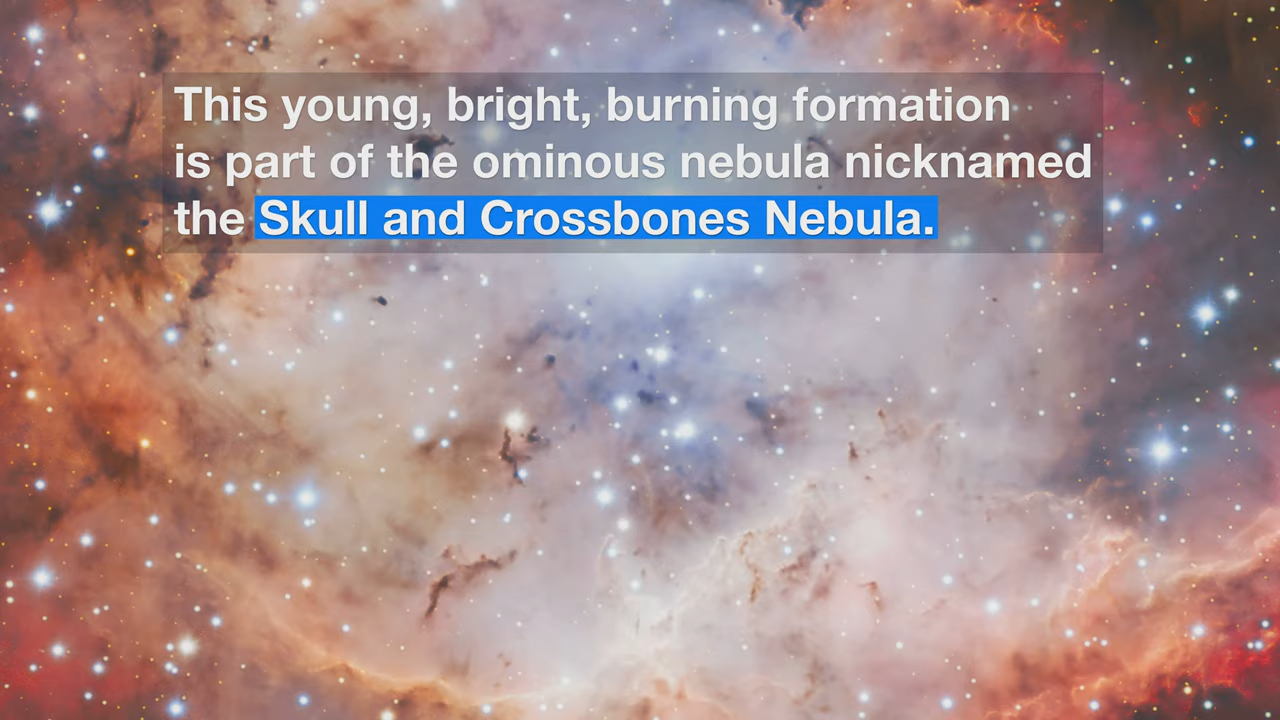 This young, bright, burning formation
is part of the ominous nebula nicknamed
the Skull and Crossbones Nebula.